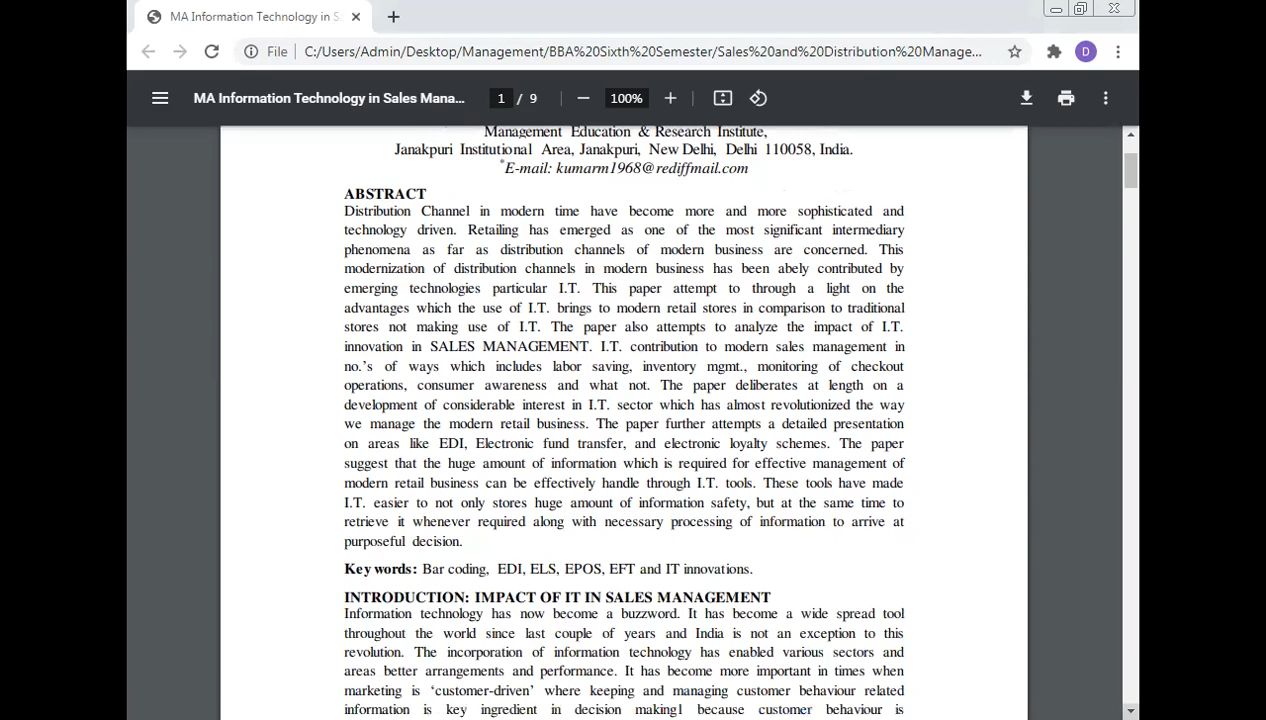 MA Information Technology in S
File C:/Users/Admin/Desktop/Management/BBA%20Sixth%20Semester/Sales%20and%20Distribution%20Manage... D
MA Information Technology in Sales Mana... 1 / 9 100%
Management Education & Research Institute,
Janakpuri Institutional Area, Janakpuri, New Delhi, Delhi 110058, India.
*E-mail: kumarm1968@rediffmail.com
ABSTRACT
Distribution Channel in modern time have become more and more sophisticated and
technology driven. Retailing has emerged as one of the most significant intermediary
phenomena as far as distribution channels of modern business are concerned. This
modernization of distribution channels in modern business has been abely contributed by
emerging technologies particular I.T. This paper attempt to through a light on the
advantages which the use of I.T. brings to modern retail stores in comparison to traditional
stores not making use of I.T. The paper also attempts to analyze the impact of I.T.
innovation in SALES MANAGEMENT. I.T. contribution to modern sales management in
no.'s of ways which includes labor saving, inventory mgmt., monitoring of checkout
operations, consumer awareness and what not. The paper deliberates at length on a
development of considerable interest in I.T. sector which has almost revolutionized the way
we manage the modern retail business. The paper further attempts a detailed presentation
on areas like EDI, Electronic fund transfer, and electronic loyalty schemes. The paper
suggest that the huge amount of information which is required for effective management of
modern retail business can be effectively handle through I.T. tools. These tools have made
I.T. easier to not only stores huge amount of information safety, but at the same time to
retrieve it whenever required along with necessary processing of information to arrive at
purposeful decision.
Key words: Bar coding, EDI, ELS, EPOS, EFT and IT innovations.
INTRODUCTION: IMPACT OF IT IN SALES MANAGEMENT
Information technology has now become a buzzword. It has become a wide spread tool
throughout the world since last couple of years and India is not an exception to this
revolution. The incorporation of information technology has enabled various sectors and
areas better arrangements and performance. It has become more important in times when
marketing is ‘customer-driven’ where keeping and managing customer behaviour related
information is key ingredient in decision making1 because customer behaviour is